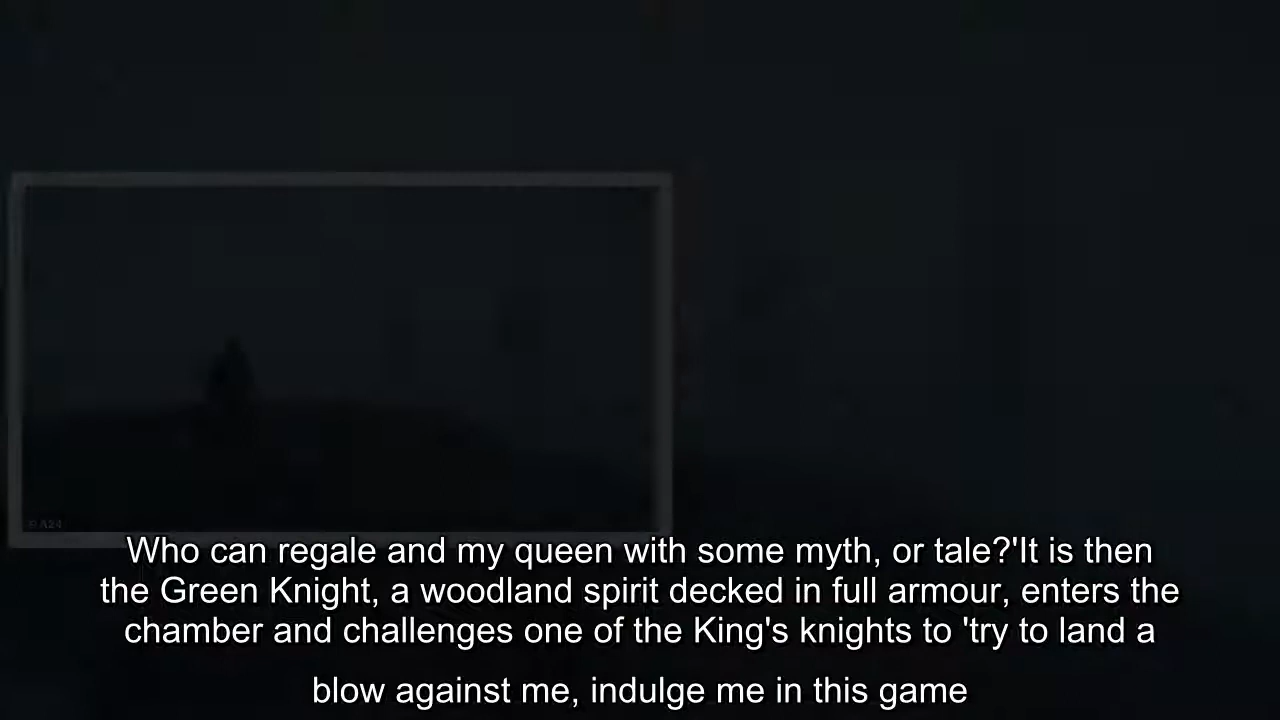 © A24
Who can regale and my queen with some myth, or tale?'It is then
the Green Knight, a woodland spirit decked in full armour, enters the
chamber and challenges one of the King's knights to 'try to land a
blow against me, indulge me in this game